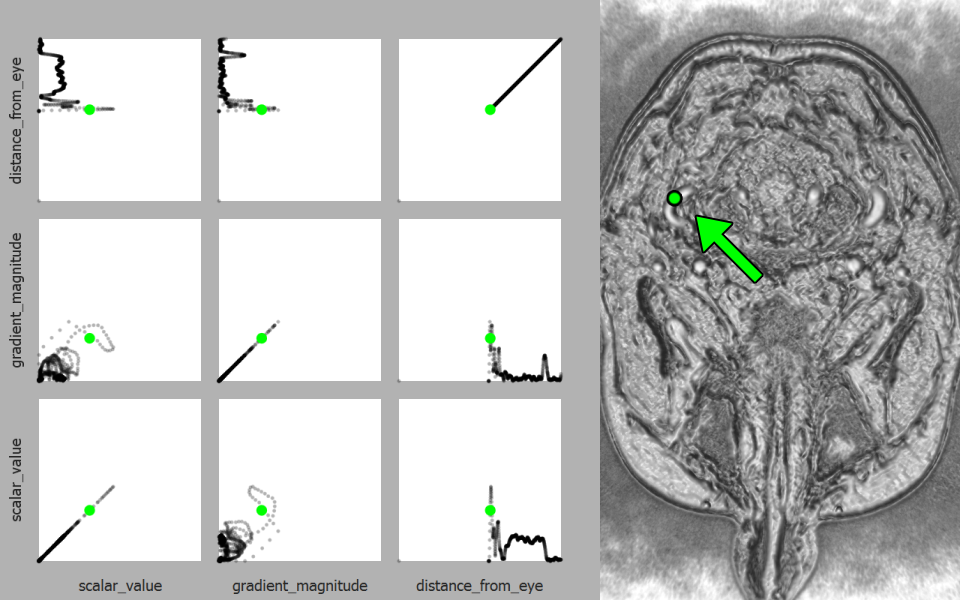 distance_from_eye
gradient_magnitude
scalar_value
scalar_value gradient_magnitude distance_from_eye